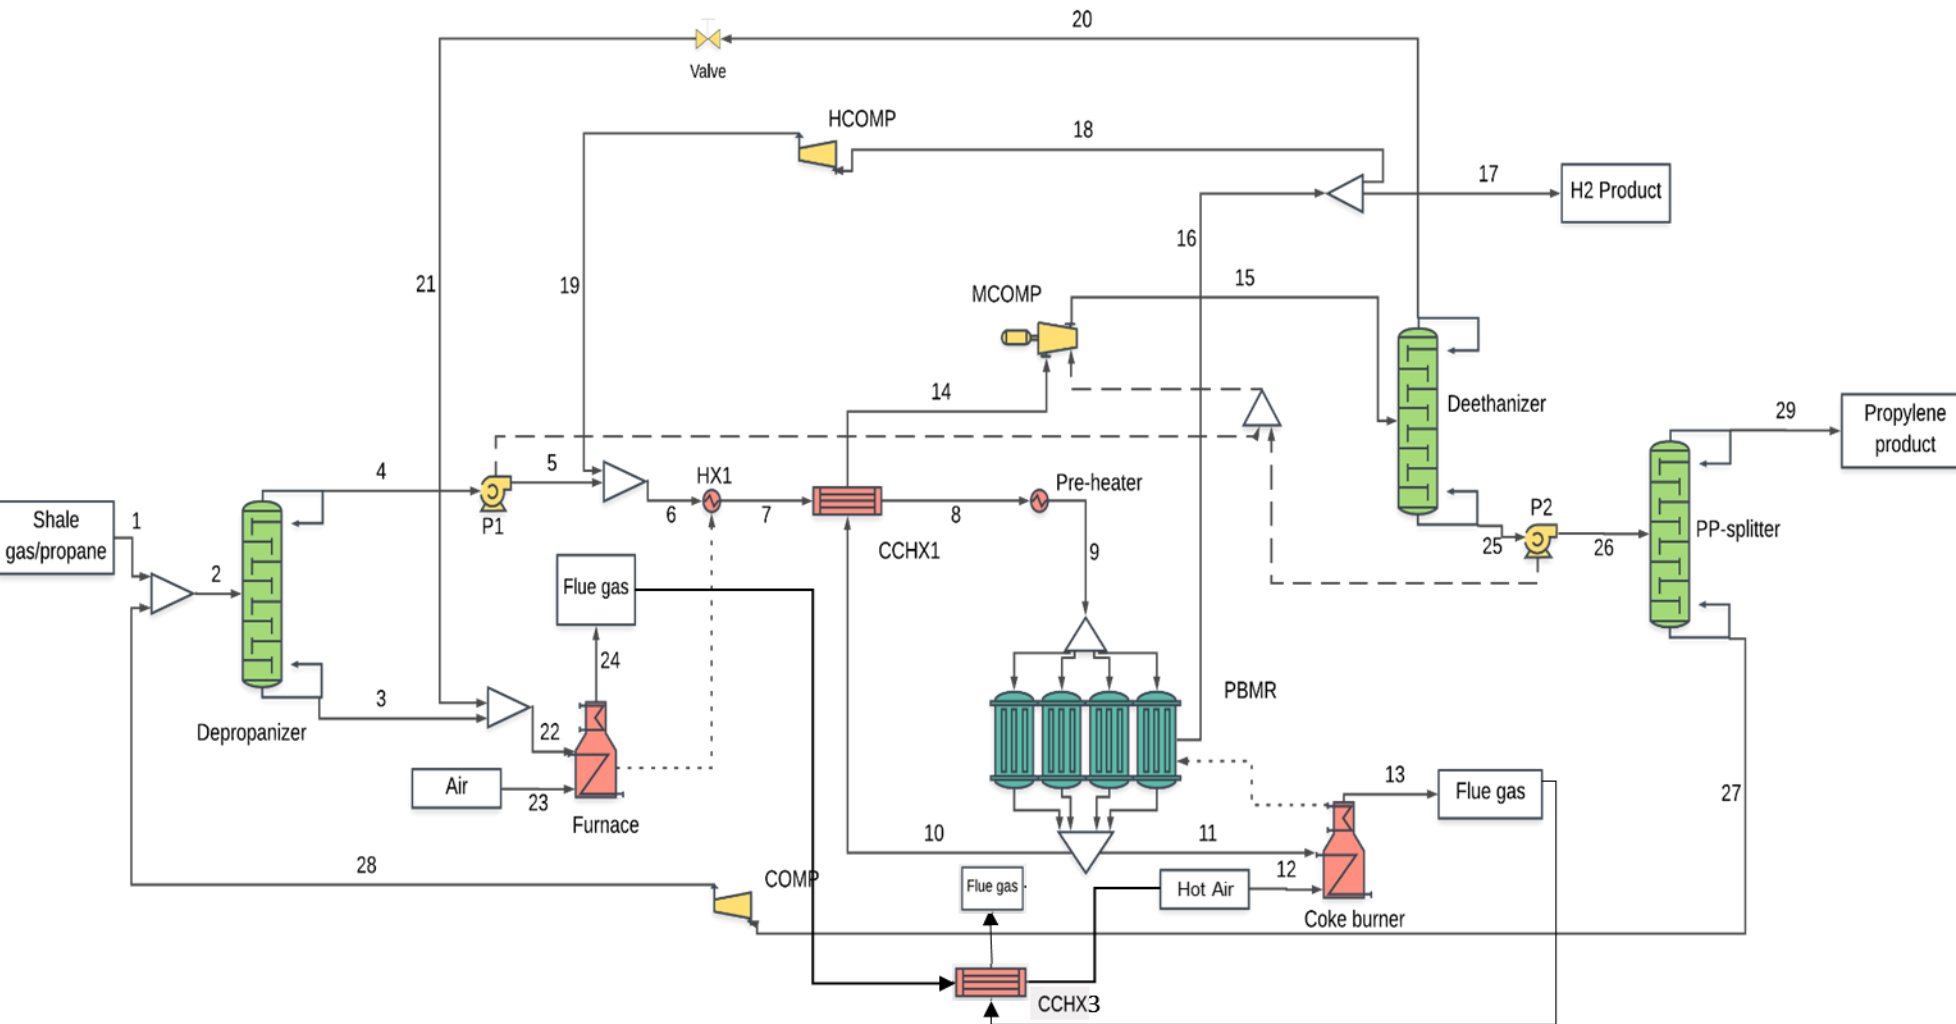 20
Valve
HCOMP
18
17
H2 Product
16
21
19
15
MCOMP
14
Deethanizer
29
Propylene
product
4
5
HX1
Pre-heater
P2
Shale
gas/propane
1
P1
6
7
8
CCHX1
9
25
26
PP-splitter
2
Flue gas
24
3
PBMR
Depropanizer
22
Air
23
Furnace
13
Flue gas
27
10
11
28
COMP
Flue gas
12
Hot Air
Coke burner
CCHX3